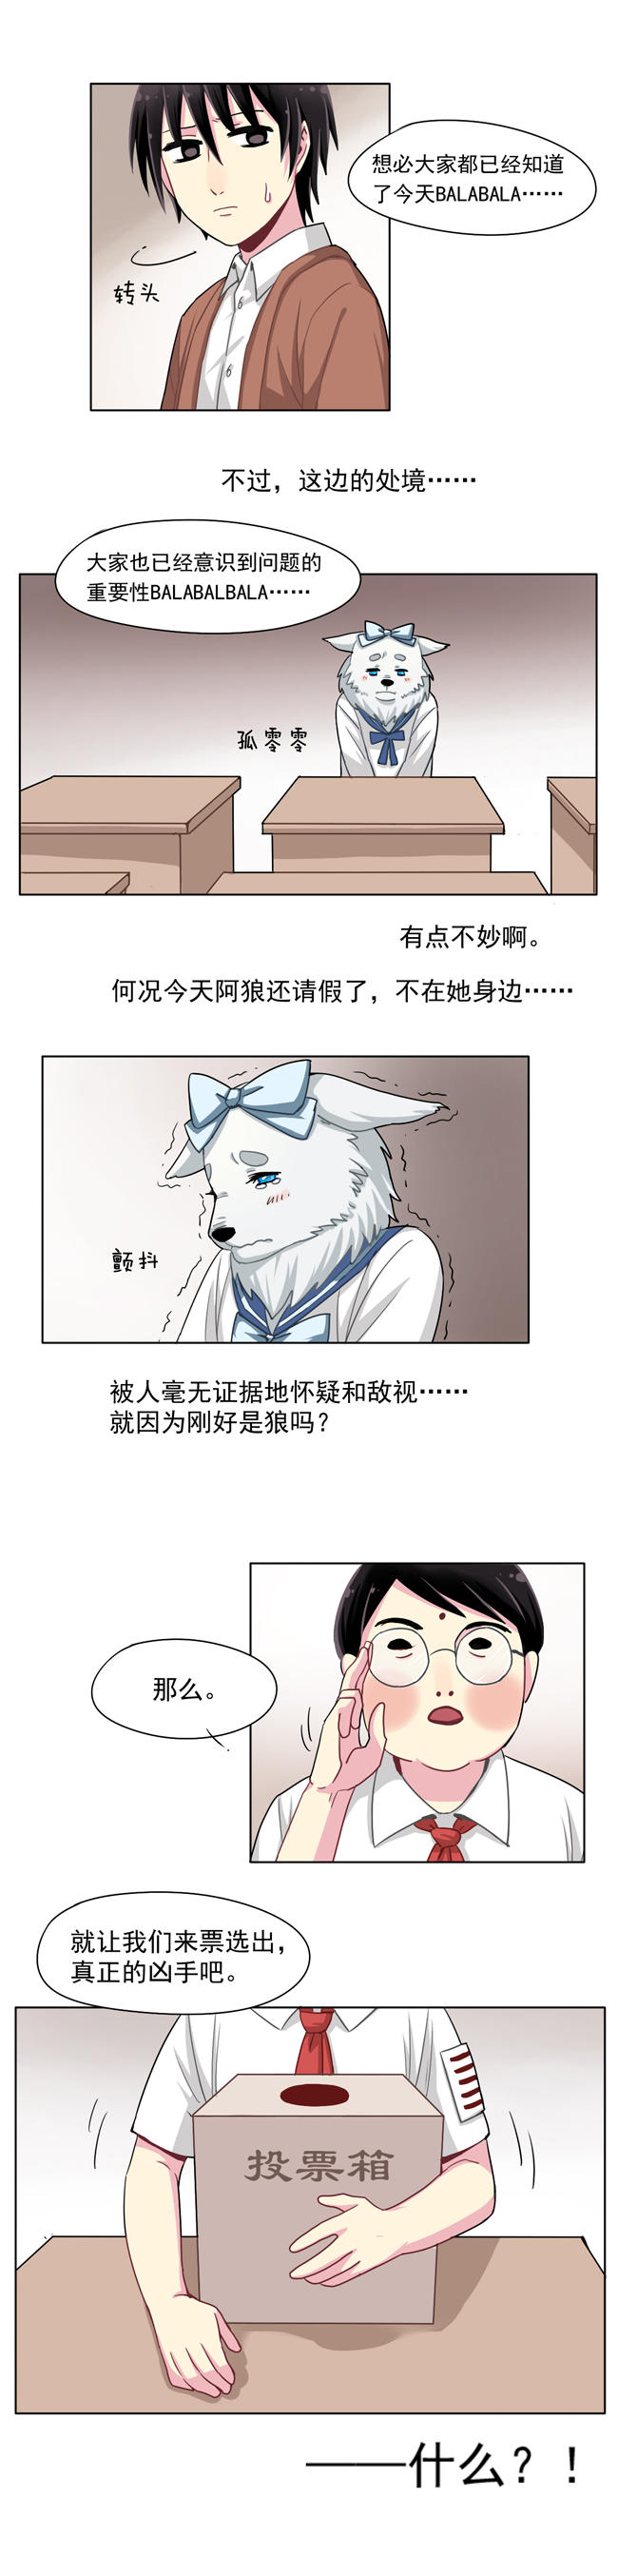 想必大家都已经知道
了今天BALABALA……
转头
不过，这边的处境……
大家也已经意识到问题的
重要性BALABALBALA……
孤零零
有点不妙啊。
何况今天阿狼还请假了，不在她身边……
颤抖
被人毫无证据地怀疑和敌视……
就因为刚好是狼吗？
那么。
就让我们来票选出，
真正的凶手吧。
投票箱
——什么？！